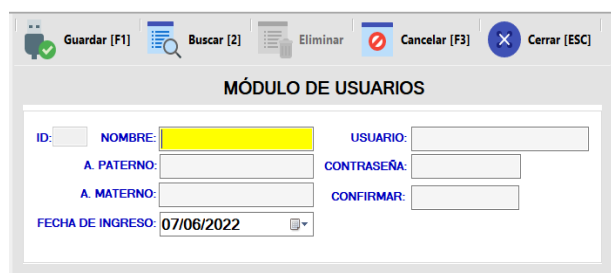 Guardar [F1] Buscar [2] Eliminar Cancelar [F3] Cerrar [ESC]
MÓDULO DE USUARIOS
ID: NOMBRE: USUARIO:
A. PATERNO: CONTRASEÑA:
A. MATERNO: CONFIRMAR:
FECHA DE INGRESO: 07/06/2022